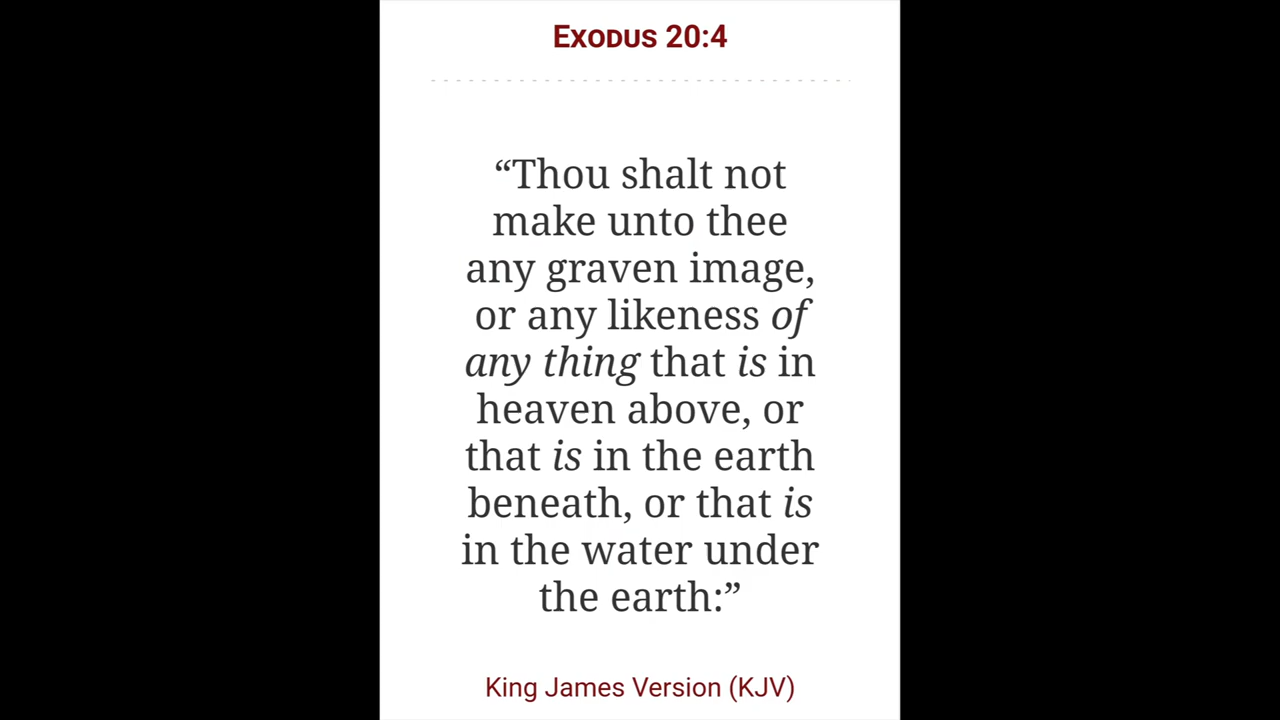 Exodus 20:4
“Thou shalt not
make unto thee
any graven image,
or any likeness of
any thing that is in
heaven above, or
that is in the earth
beneath, or that is
in the water under
the earth:”
King James Version (KJV)